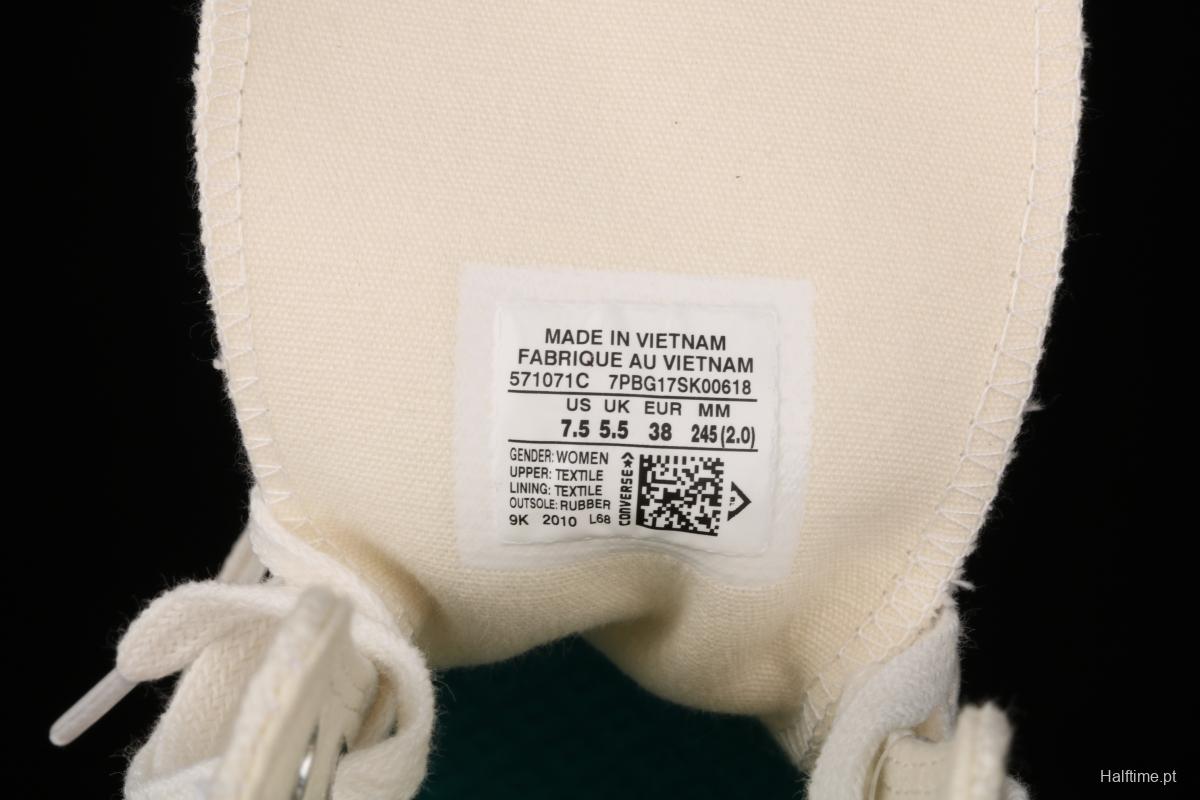 MADE IN VIETNAM
FABRIQUE AU VIETNAM
571071C 7PBG17SK00618
US UK EUR MM
7.5 5.5 38 245(2.0)
GENDER: WOMEN
UPPER: TEXTILE
LINING: TEXTILE
OUTSOLE: RUBBER
9K 2010 L68
CONVERSE
Halftime.pt